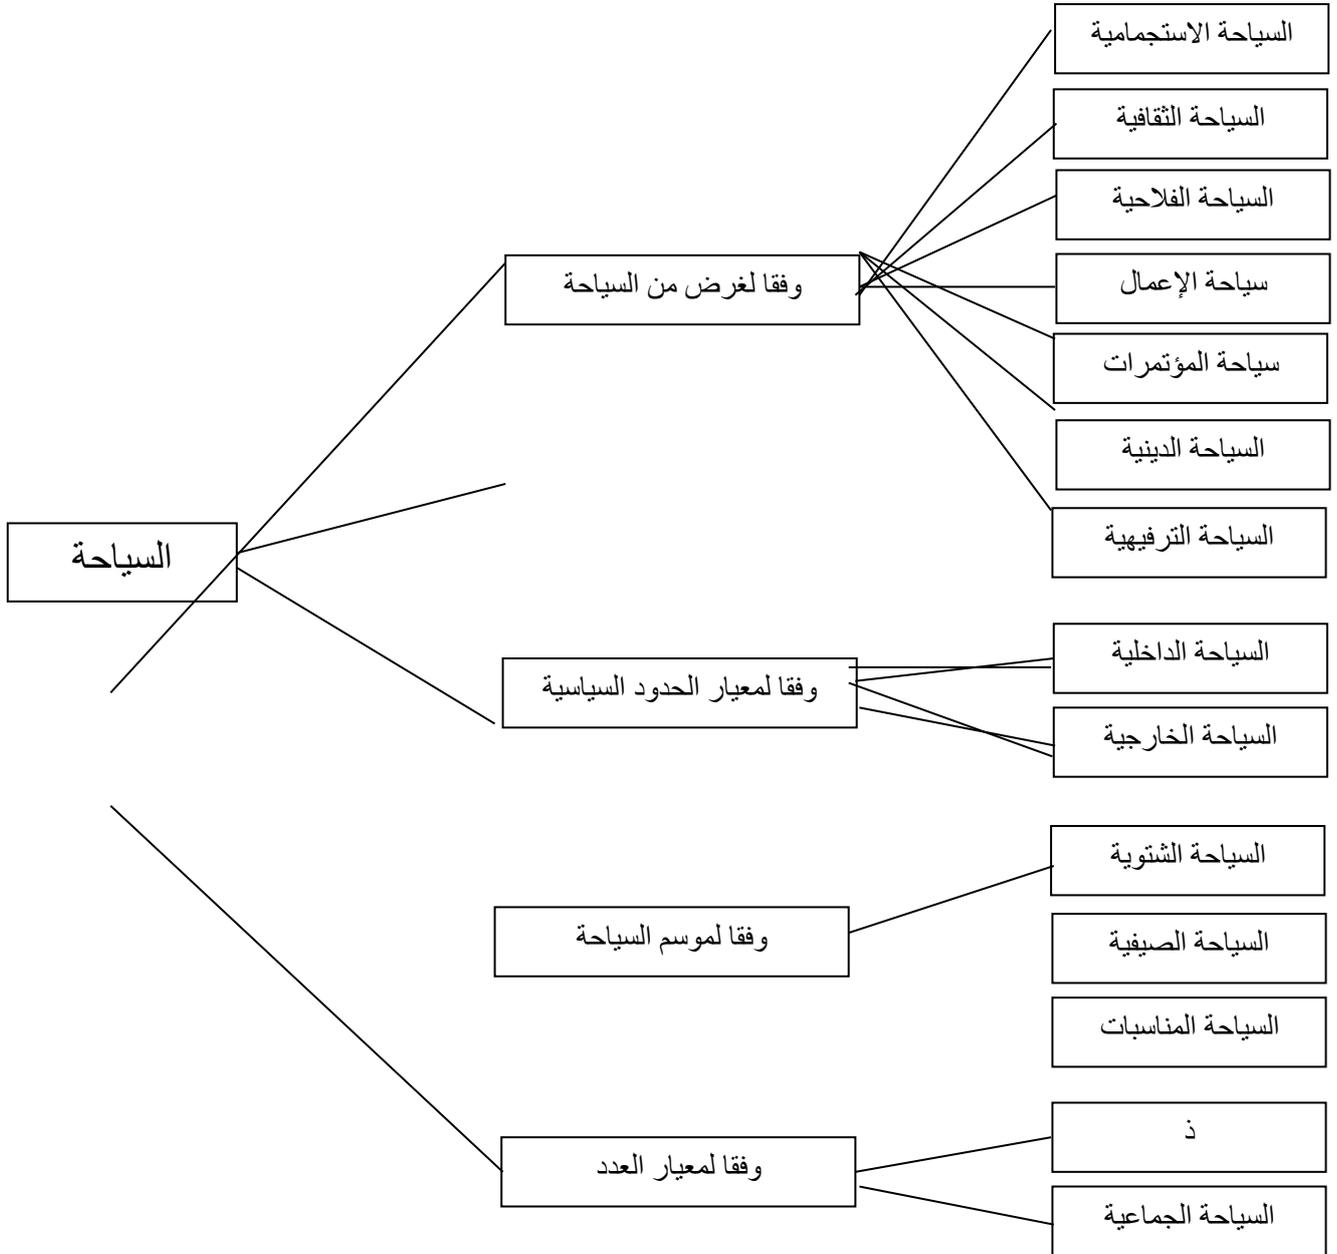 السياحة الاستجمامية
السياحة الثقافية
السياحة الفلاحية
وفقا لغرض من السياحة
سياحة الإعمال
سياحة المؤتمرات
السياحة الدينية
السياحة الترفيهية
السياحة
السياحة الداخلية
وفقا لمعيار الحدود السياسية
السياحة الخارجية
السياحة الشتوية
وفقا لموسم السياحة
السياحة الصيفية
السياحة المناسبات
ذ
وفقا لمعيار العدد
السياحة الجماعية